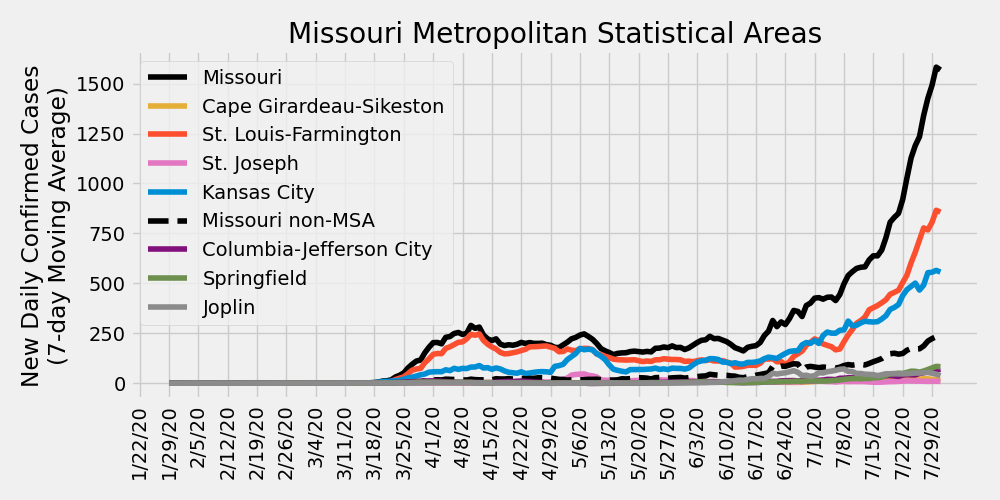 Missouri Metropolitan Statistical Areas
New Daily Confirmed Cases
(7-day Moving Average)
1500
1250
1000
750
500
250
0
Missouri
Cape Girardeau-Sikeston
St. Louis-Farmington
St. Joseph
Kansas City
Missouri non-MSA
Columbia-Jefferson City
Springfield
Joplin
1/22/20
1/29/20
2/5/20
2/12/20
2/19/20
2/26/20
3/4/20
3/11/20
3/18/20
3/25/20
4/1/20
4/8/20
4/15/20
4/22/20
4/29/20
5/6/20
5/13/20
5/20/20
5/27/20
6/3/20
6/10/20
6/17/20
6/24/20
7/1/20
7/8/20
7/15/20
7/22/20
7/29/20